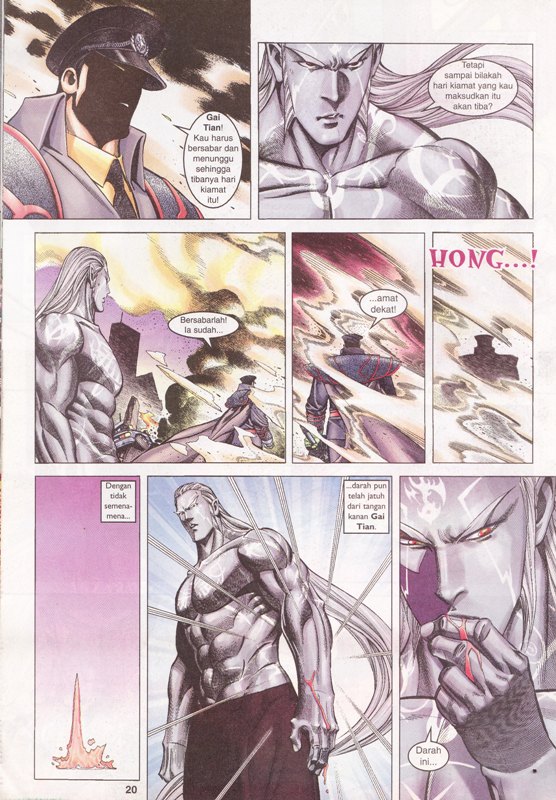 Gai
Tian!
Kau harus
bersabar dan
menunggu
sehingga
tibanya hari
kiamat
itu!
Tetapi
sampai bilakah
hari kiamat yang kau
maksudkan itu
akan tiba?
Bersabarlah!
Ia sudah...
...amat
dekat!
HONG...!
Dengan
tidak
semena-
mena...
...darah pun
telah jatuh
dari tangan
kanan Gai
Tian.
Darah
ini...
20